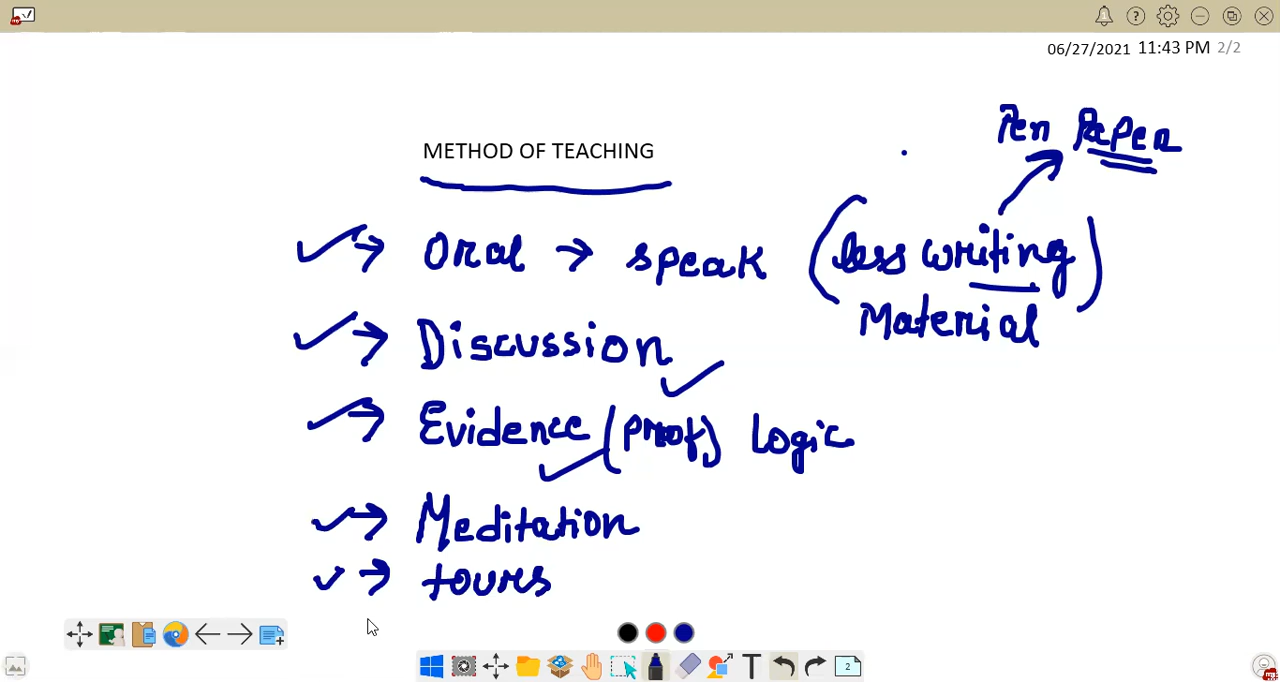 06/27/2021 11:43 PM 2/2
Pen Paper
METHOD OF TEACHING
→ Oral → speak (less writing)
Material
→ Discussion
→ Evidence (Proof) Logic
→ Meditation
→ tours
2